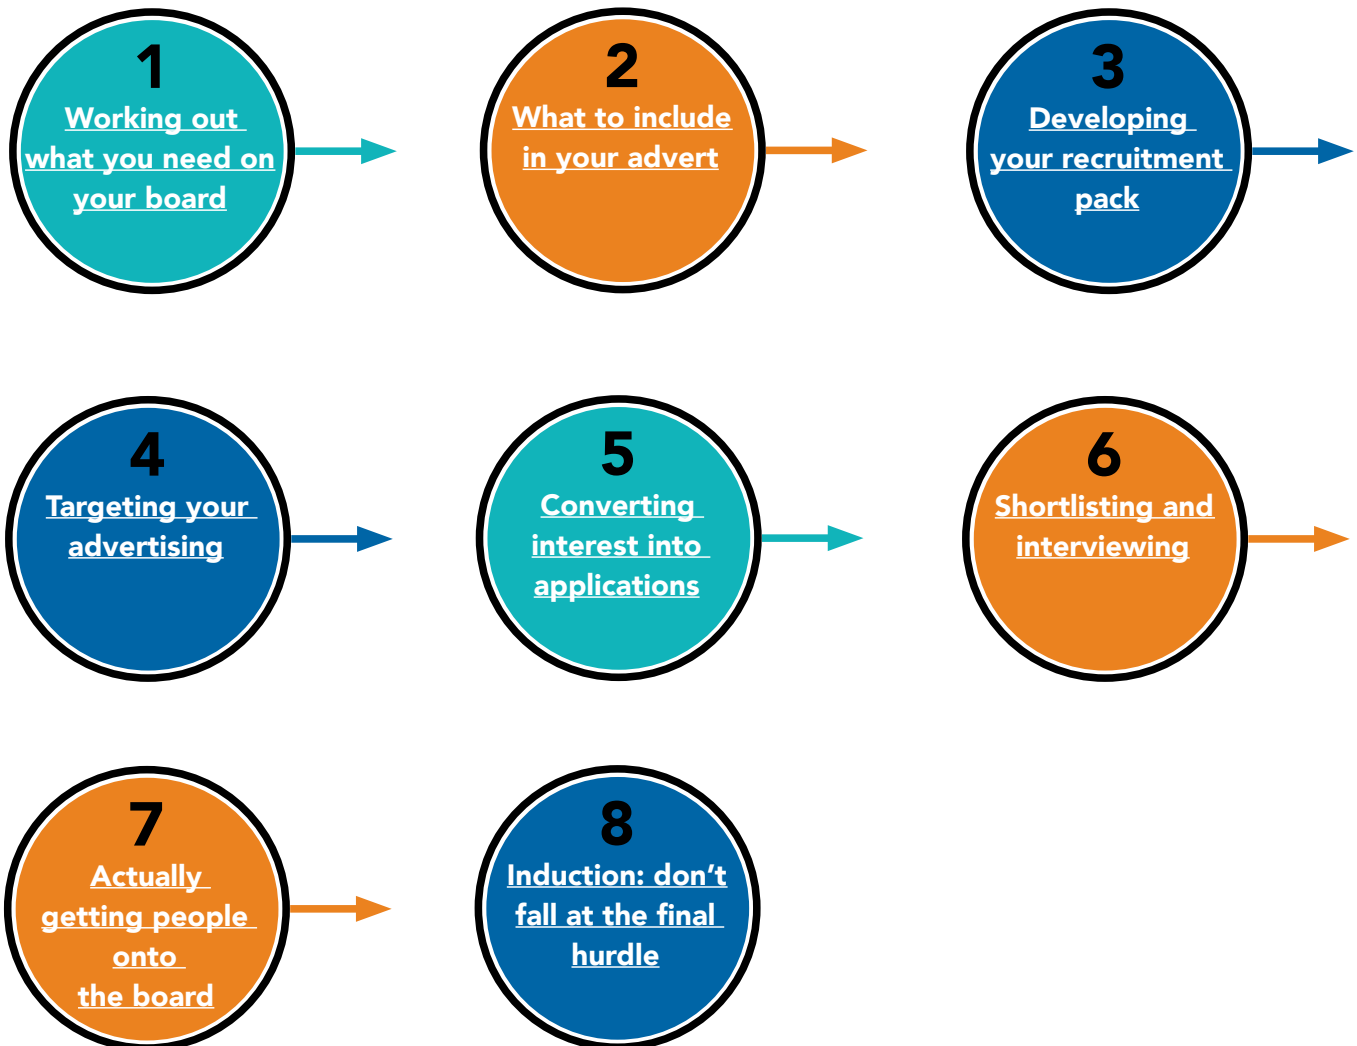 1
Working out
what you need on
your board
2
What to include
in your advert
3
Developing
your recruitment
pack
4
Targeting your
advertising
5
Converting
interest into
applications
6
Shortlisting and
interviewing
7
Actually
getting people
onto
the board
8
Induction: don’t
fall at the final
hurdle